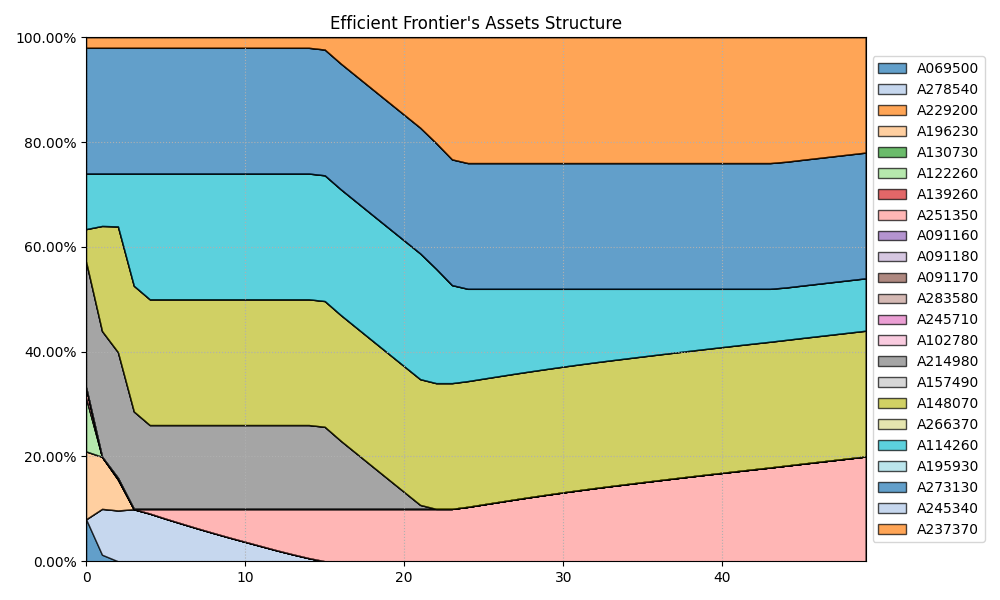 Efficient Frontier's Assets Structure
100.00%
80.00%
60.00%
40.00%
20.00%
0.00%
0
10
20
30
40
A069500
A278540
A229200
A196230
A130730
A122260
A139260
A251350
A091160
A091180
A091170
A283580
A245710
A102780
A214980
A157490
A148070
A266370
A114260
A195930
A273130
A245340
A237370